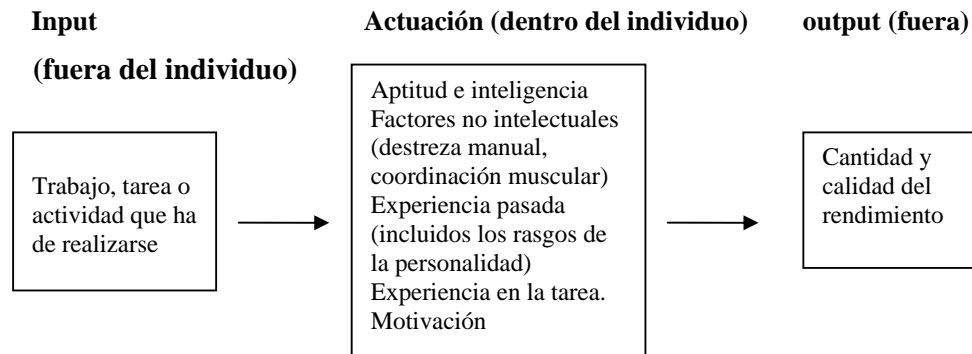 Input
(fuera del individuo)
Actuación (dentro del individuo)
output (fuera)
Trabajo, tarea o
actividad que ha
de realizarse
Aptitud e inteligencia
Factores no intelectuales
(destreza manual,
coordinación muscular)
Experiencia pasada
(incluidos los rasgos de
la personalidad)
Experiencia en la tarea.
Motivación
Cantidad y
calidad del
rendimiento